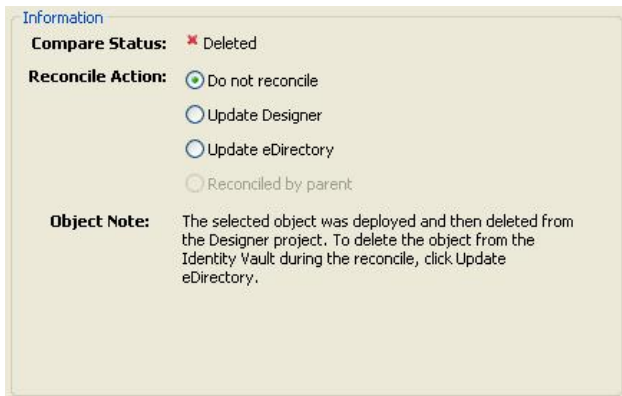 Information
Compare Status: Deleted
Reconcile Action: Do not reconcile
Update Designer
Update eDirectory
Reconciled by parent
Object Note: The selected object was deployed and then deleted from
the Designer project. To delete the object from the
Identity Vault during the reconcile, click Update
eDirectory.